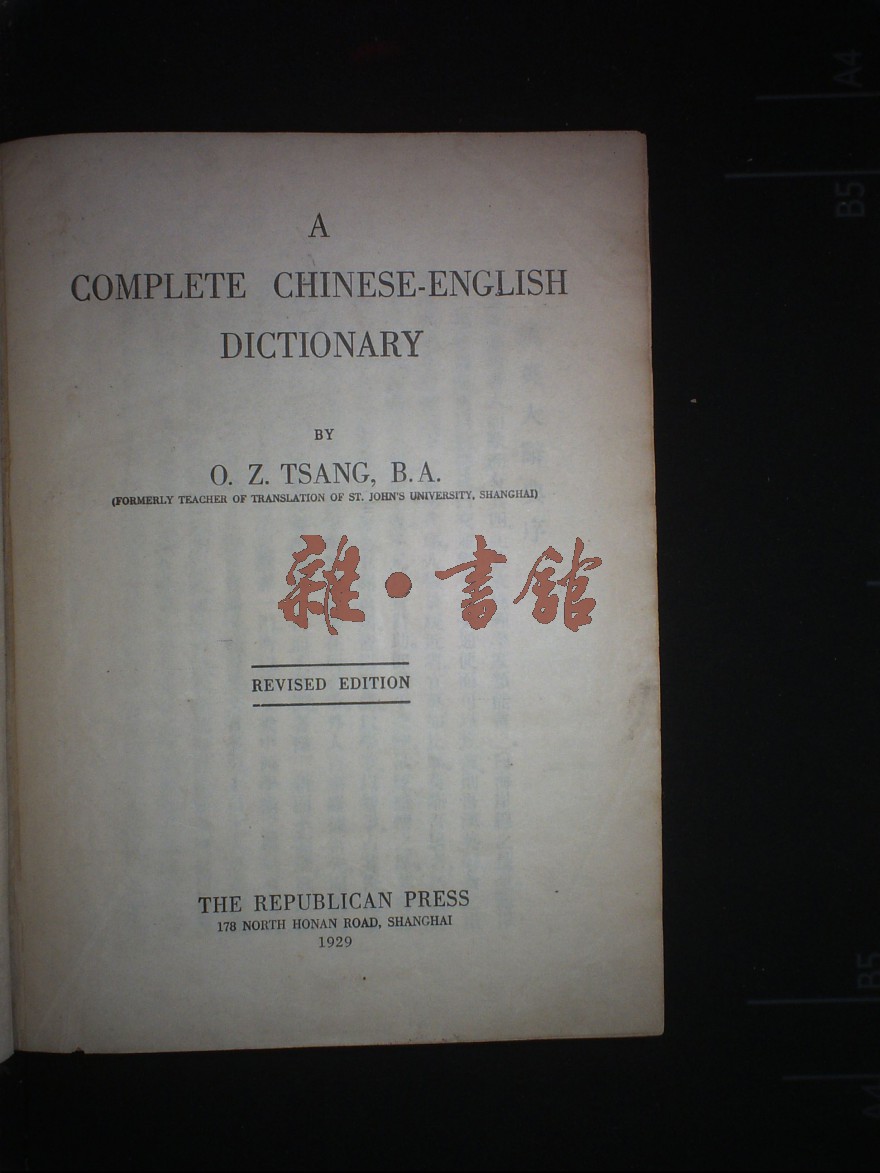 A
COMPLETE CHINESE-ENGLISH
DICTIONARY
BY
O. Z. TSANG, B.A.
(FORMERLY TEACHER OF TRANSLATION OF ST. JOHN'S UNIVERSITY, SHANGHAI)
雜•書館
REVISED EDITION
THE REPUBLICAN PRESS
178 NORTH HONAN ROAD, SHANGHAI
1929
A4
B5
B5
A4